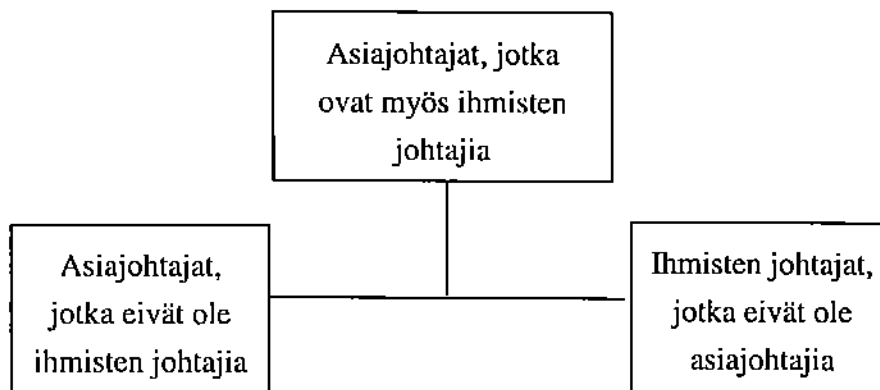 Asiajohtajat, jotka
ovat myös ihmisten
johtajia
Asiajohtajat,
jotka eivät ole
ihmisten johtajia
Ihmisten johtajat,
jotka eivät ole
asiajohtajia